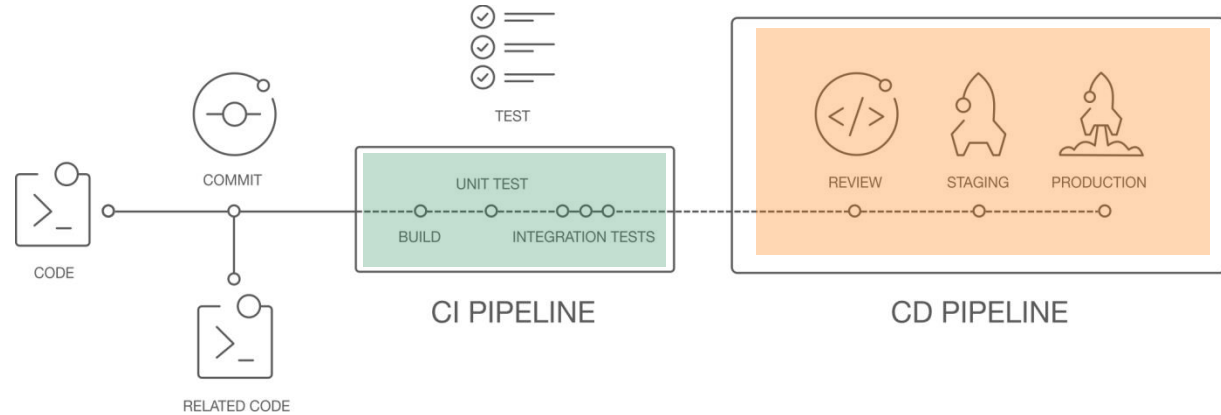 TEST
COMMIT
CODE
RELATED CODE
UNIT TEST
BUILD
INTEGRATION TESTS
CI PIPELINE
REVIEW
STAGING
PRODUCTION
CD PIPELINE